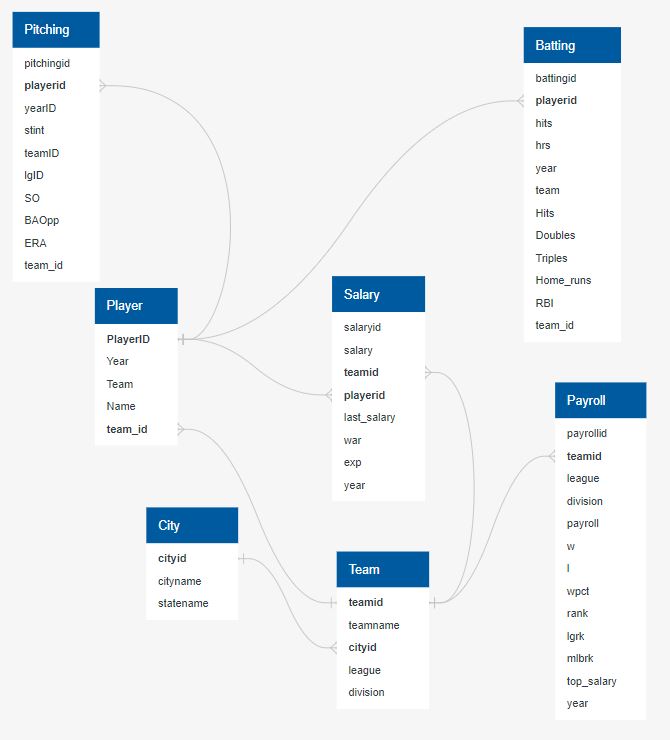 Pitching
pitchingid
playerid
yearID
stint
teamID
lgID
SO
BAOpp
ERA
team_id
Batting
battingid
playerid
hits
hrs
year
team
Hits
Doubles
Triples
Home_runs
RBI
team_id
Player
PlayerID
Year
Team
Name
team_id
Salary
salaryid
salary
teamid
playerid
last_salary
war
exp
year
Payroll
payrollid
teamid
league
division
payroll
w
l
wpct
rank
lgrk
mlbrk
top_salary
year
City
cityid
cityname
statename
Team
teamid
teamname
cityid
league
division